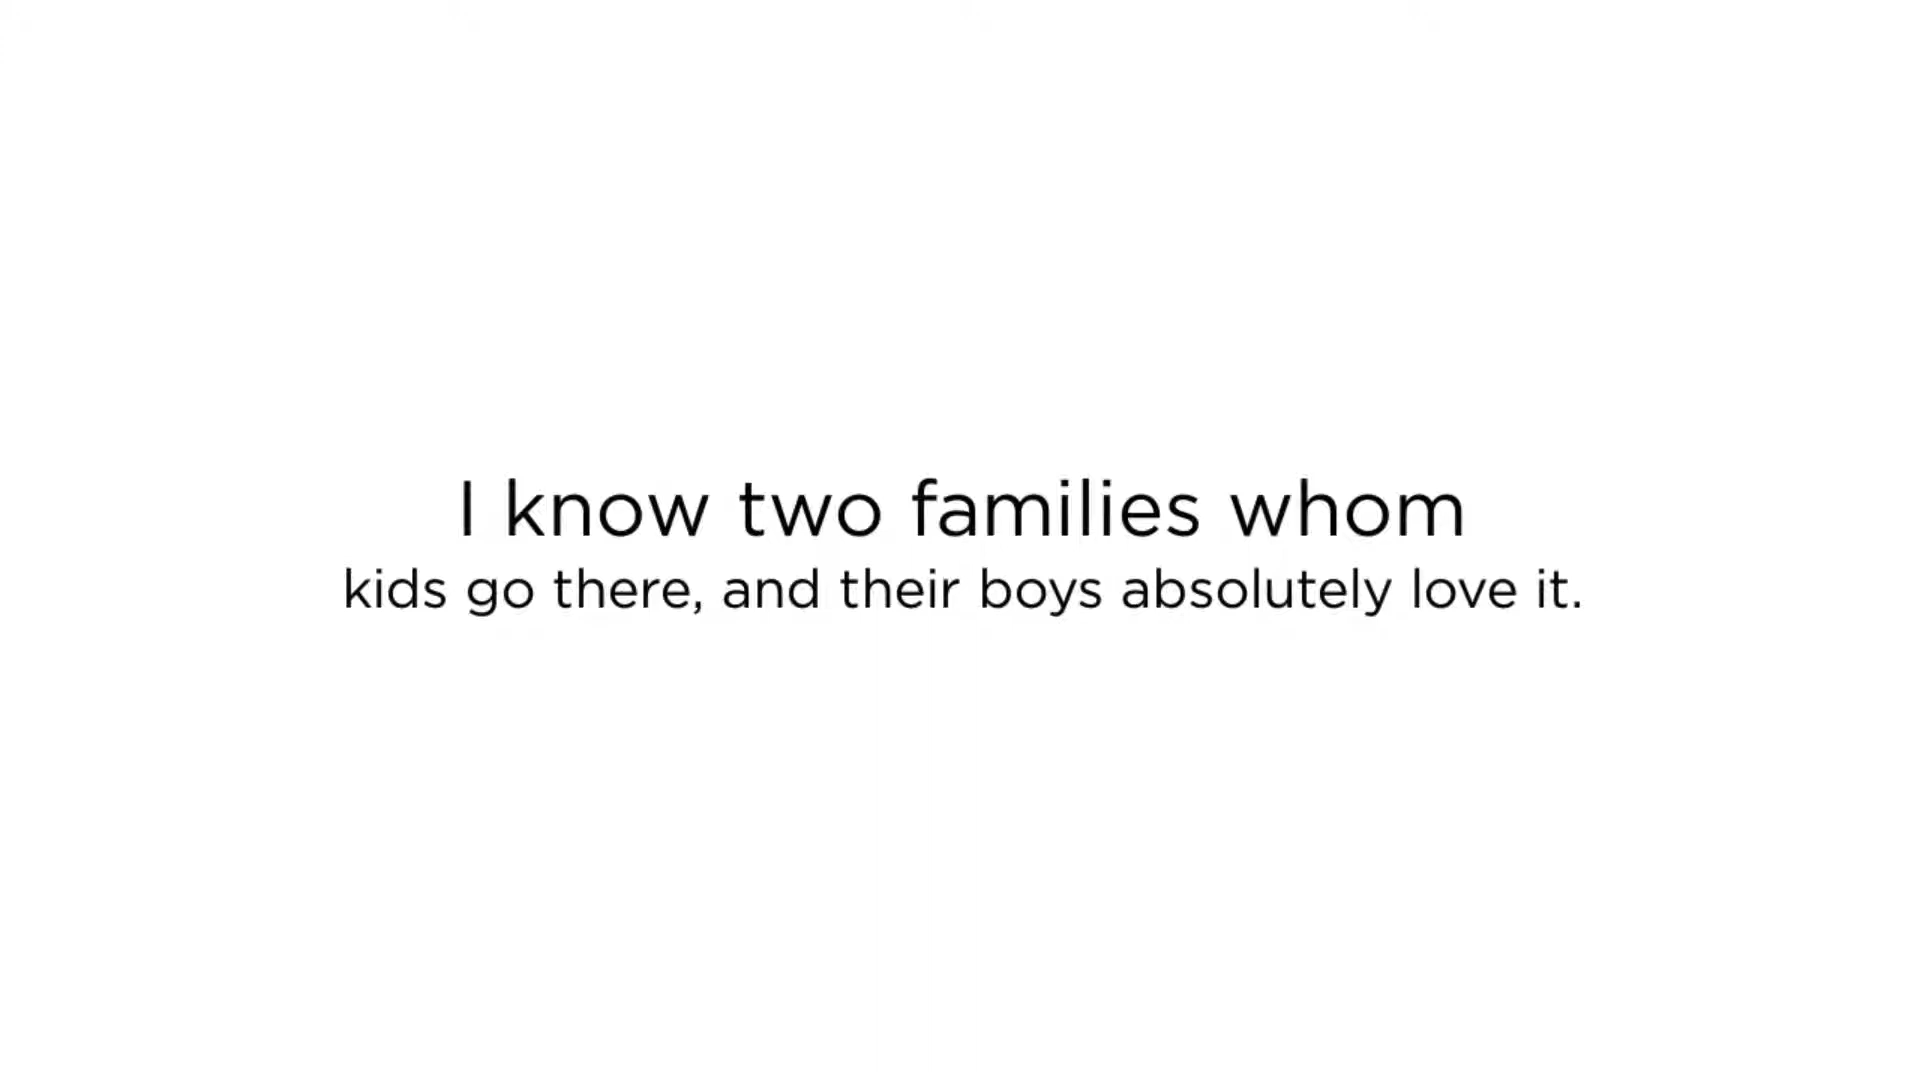 I know two families whom
kids go there, and their boys absolutely love it.